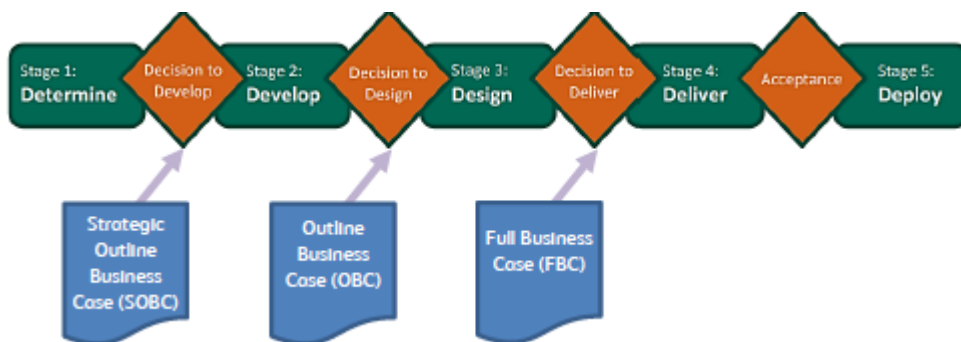 Stage 1:
Determine
Decision to
Develop
Stage 2:
Develop
Decision to
Design
Stage 3:
Design
Decision to
Deliver
Stage 4:
Deliver
Acceptance
Stage 5:
Deploy
Strategic
Outline
Business
Case (SOBC)
Outline
Business
Case (OBC)
Full Business
Case (FBC)